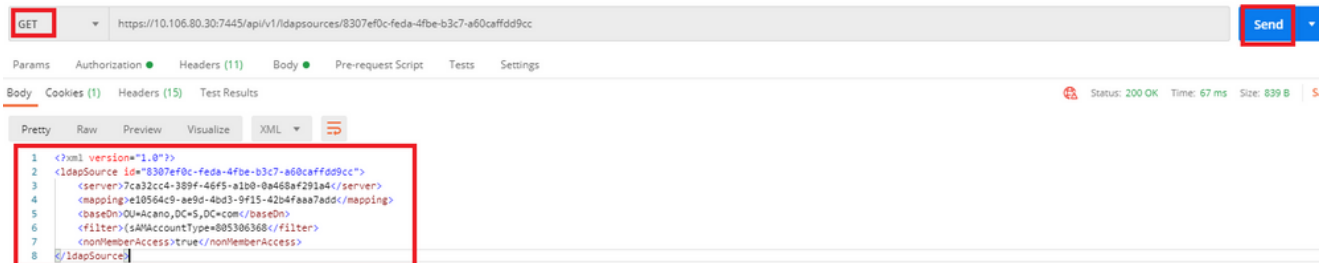 GET https://10.106.80.30:7445/api/v1/ldapsources/8307ef0c-feda-4fbe-b3c7-a60caffdd9cc Send
Params Authorization Headers (11) Body Pre-request Script Tests Settings
Body Cookies (1) Headers (15) Test Results Status: 200 OK Time: 67 ms Size: 839 B
Pretty Raw Preview Visualize XML
1 <?xml version="1.0"?>
2 <ldapSource id="8307ef0c-feda-4fbe-b3c7-a60caffdd9cc">
3 <server>7ca32cc4-389f-46f5-a1b0-0a468af291a4</server>
4 <mapping>e10564c9-ae9d-4bd3-9f15-42b4faaa7add</mapping>
5 <baseDn>OU=Acano,DC=S,DC=com</baseDn>
6 <filter>(sAMAccountType=805306368</filter>
7 <nonMemberAccess>true</nonMemberAccess>
8 </ldapSource>